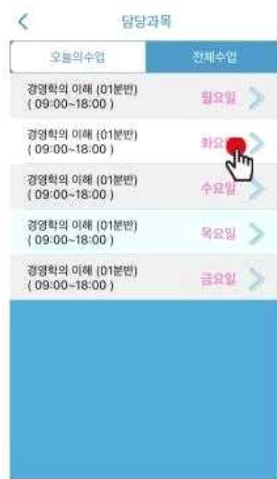 담당과목
오늘의수업
전체수업
경영학의 이해 (01분반)
( 09:00~18:00 )
월요일
경영학의 이해 (01분반)
( 09:00~18:00 )
경영학의 이해 (01분반)
( 09:00~18:00 )
수요일
경영학의 이해 (01분반)
( 09:00~18:00 )
목요일
경영학의 이해 (01분반)
( 09:00~18:00 )
금요일